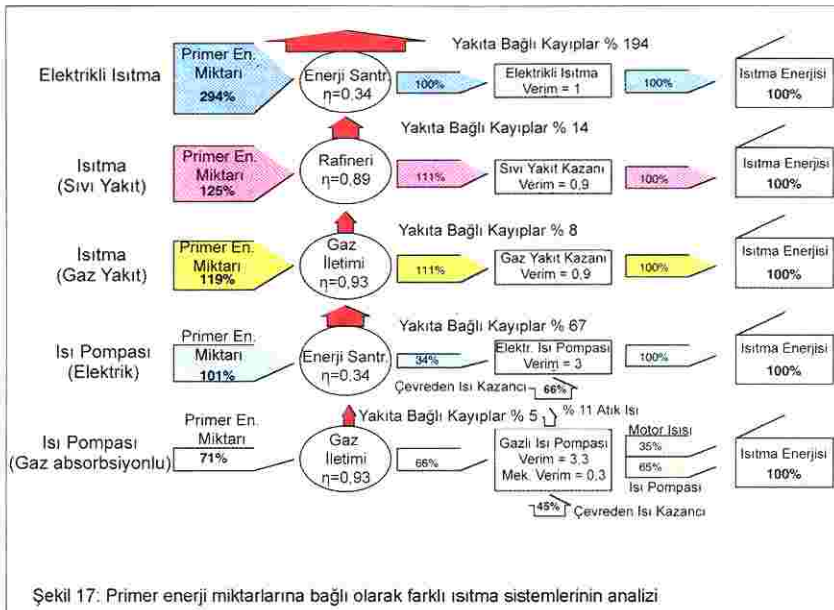 Yakıta Bağlı Kayıplar % 194
Elektrikli Isıtma
Primer En.
Miktarı
294%
Enerji Santr.
η=0,34
100%
Elektrikli Isıtma
Verim = 1
100%
Isıtma Enerjisi
100%
Yakıta Bağlı Kayıplar % 14
Isıtma
(Sıvı Yakıt)
Primer En.
Miktarı
125%
Rafineri
η=0,89
111%
Sıvı Yakıt Kazanı
Verim = 0,9
100%
Isıtma Enerjisi
100%
Yakıta Bağlı Kayıplar % 8
Isıtma
(Gaz Yakıt)
Primer En.
Miktarı
119%
Gaz
İletimi
η=0,93
111%
Gaz Yakıt Kazanı
Verim = 0,9
100%
Isıtma Enerjisi
100%
Yakıta Bağlı Kayıplar % 67
Isı Pompası
(Elektrik)
Primer En.
Miktarı
101%
Enerji Santr.
η=0,34
34%
Elektr. Isı Pompası
Verim = 3
100%
Isıtma Enerjisi
100%
Çevreden Isı Kazancı
66%
Yakıta Bağlı Kayıplar % 5
% 11 Atık Isı
Isı Pompası
(Gaz absorbsiyonlu)
Primer En.
Miktarı
71%
Gaz
İletimi
η=0,93
66%
Gazlı Isı Pompası
Verim = 3,3
Mek. Verim = 0,3
Motor Isısı
35%
65%
Isı Pompası
Isıtma Enerjisi
100%
45%
Çevreden Isı Kazancı
Şekil 17: Primer enerji miktarlarına bağlı olarak farklı ısıtma sistemlerinin analizi